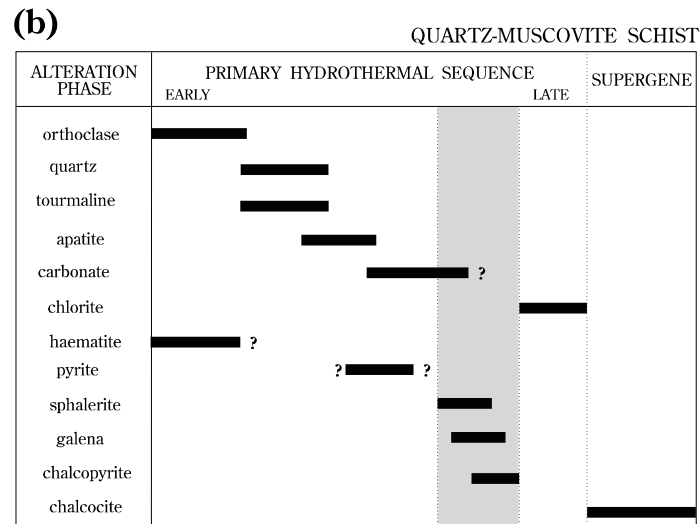 (b)
QUARTZ-MUSCOVITE SCHIST
ALTERATION PHASE
PRIMARY HYDROTHERMAL SEQUENCE
EARLY
LATE
SUPERGENE
orthoclase
quartz
tourmaline
apatite
carbonate ?
chlorite
haematite ?
pyrite ? ?
sphalerite
galena
chalcopyrite
chalcocite